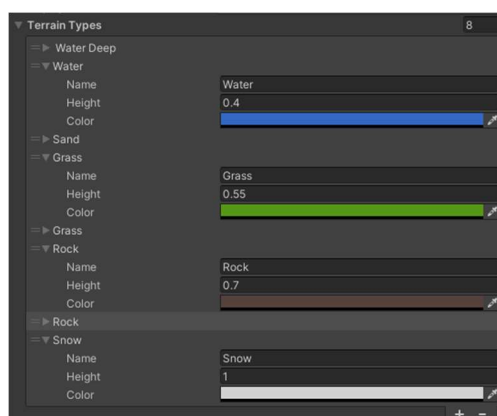 Terrain Types 8
Water Deep
Water
Name Water
Height 0.4
Color
Sand
Grass
Name Grass
Height 0.55
Color
Grass
Rock
Name Rock
Height 0.7
Color
Rock
Snow
Name Snow
Height 1
Color
+ -